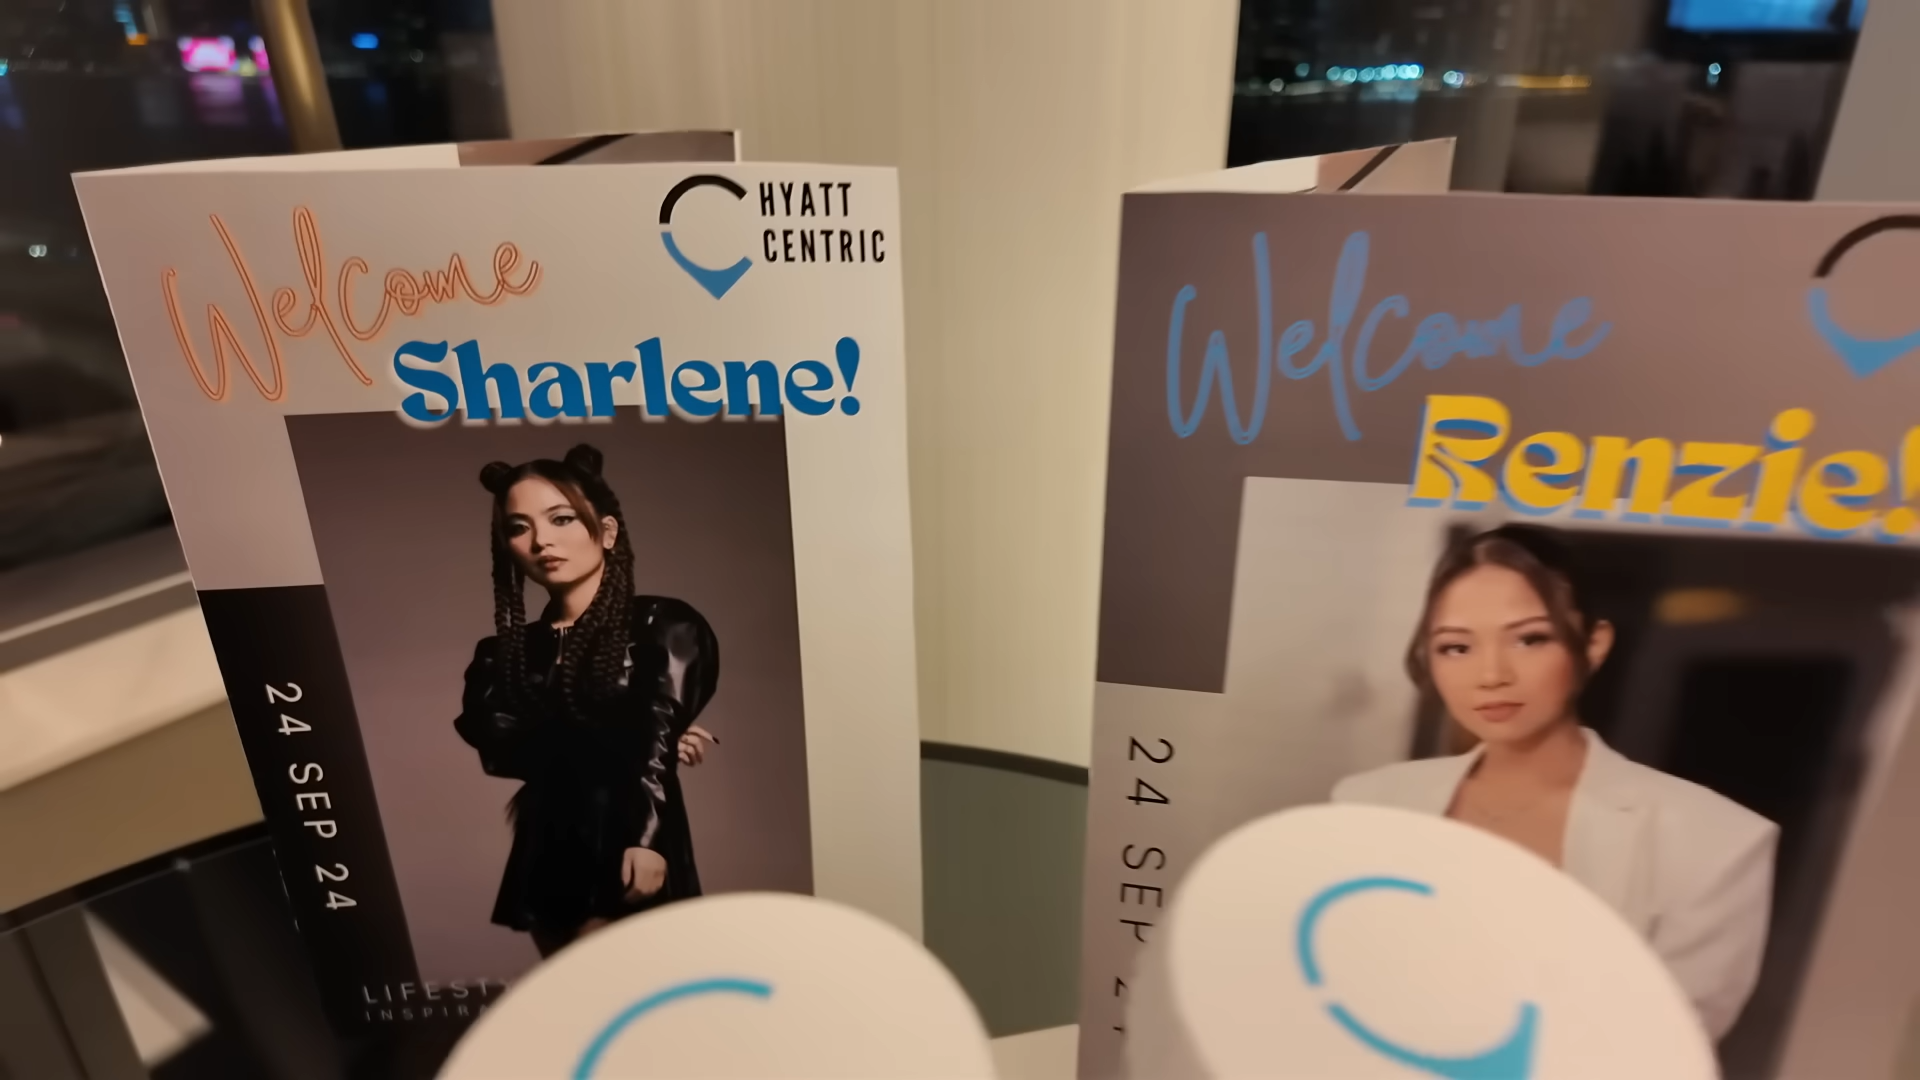 Welcome
Sharlene!
HYATT
CENTRIC
24 SEP 24
Welcome
Renzie!
24 SEP